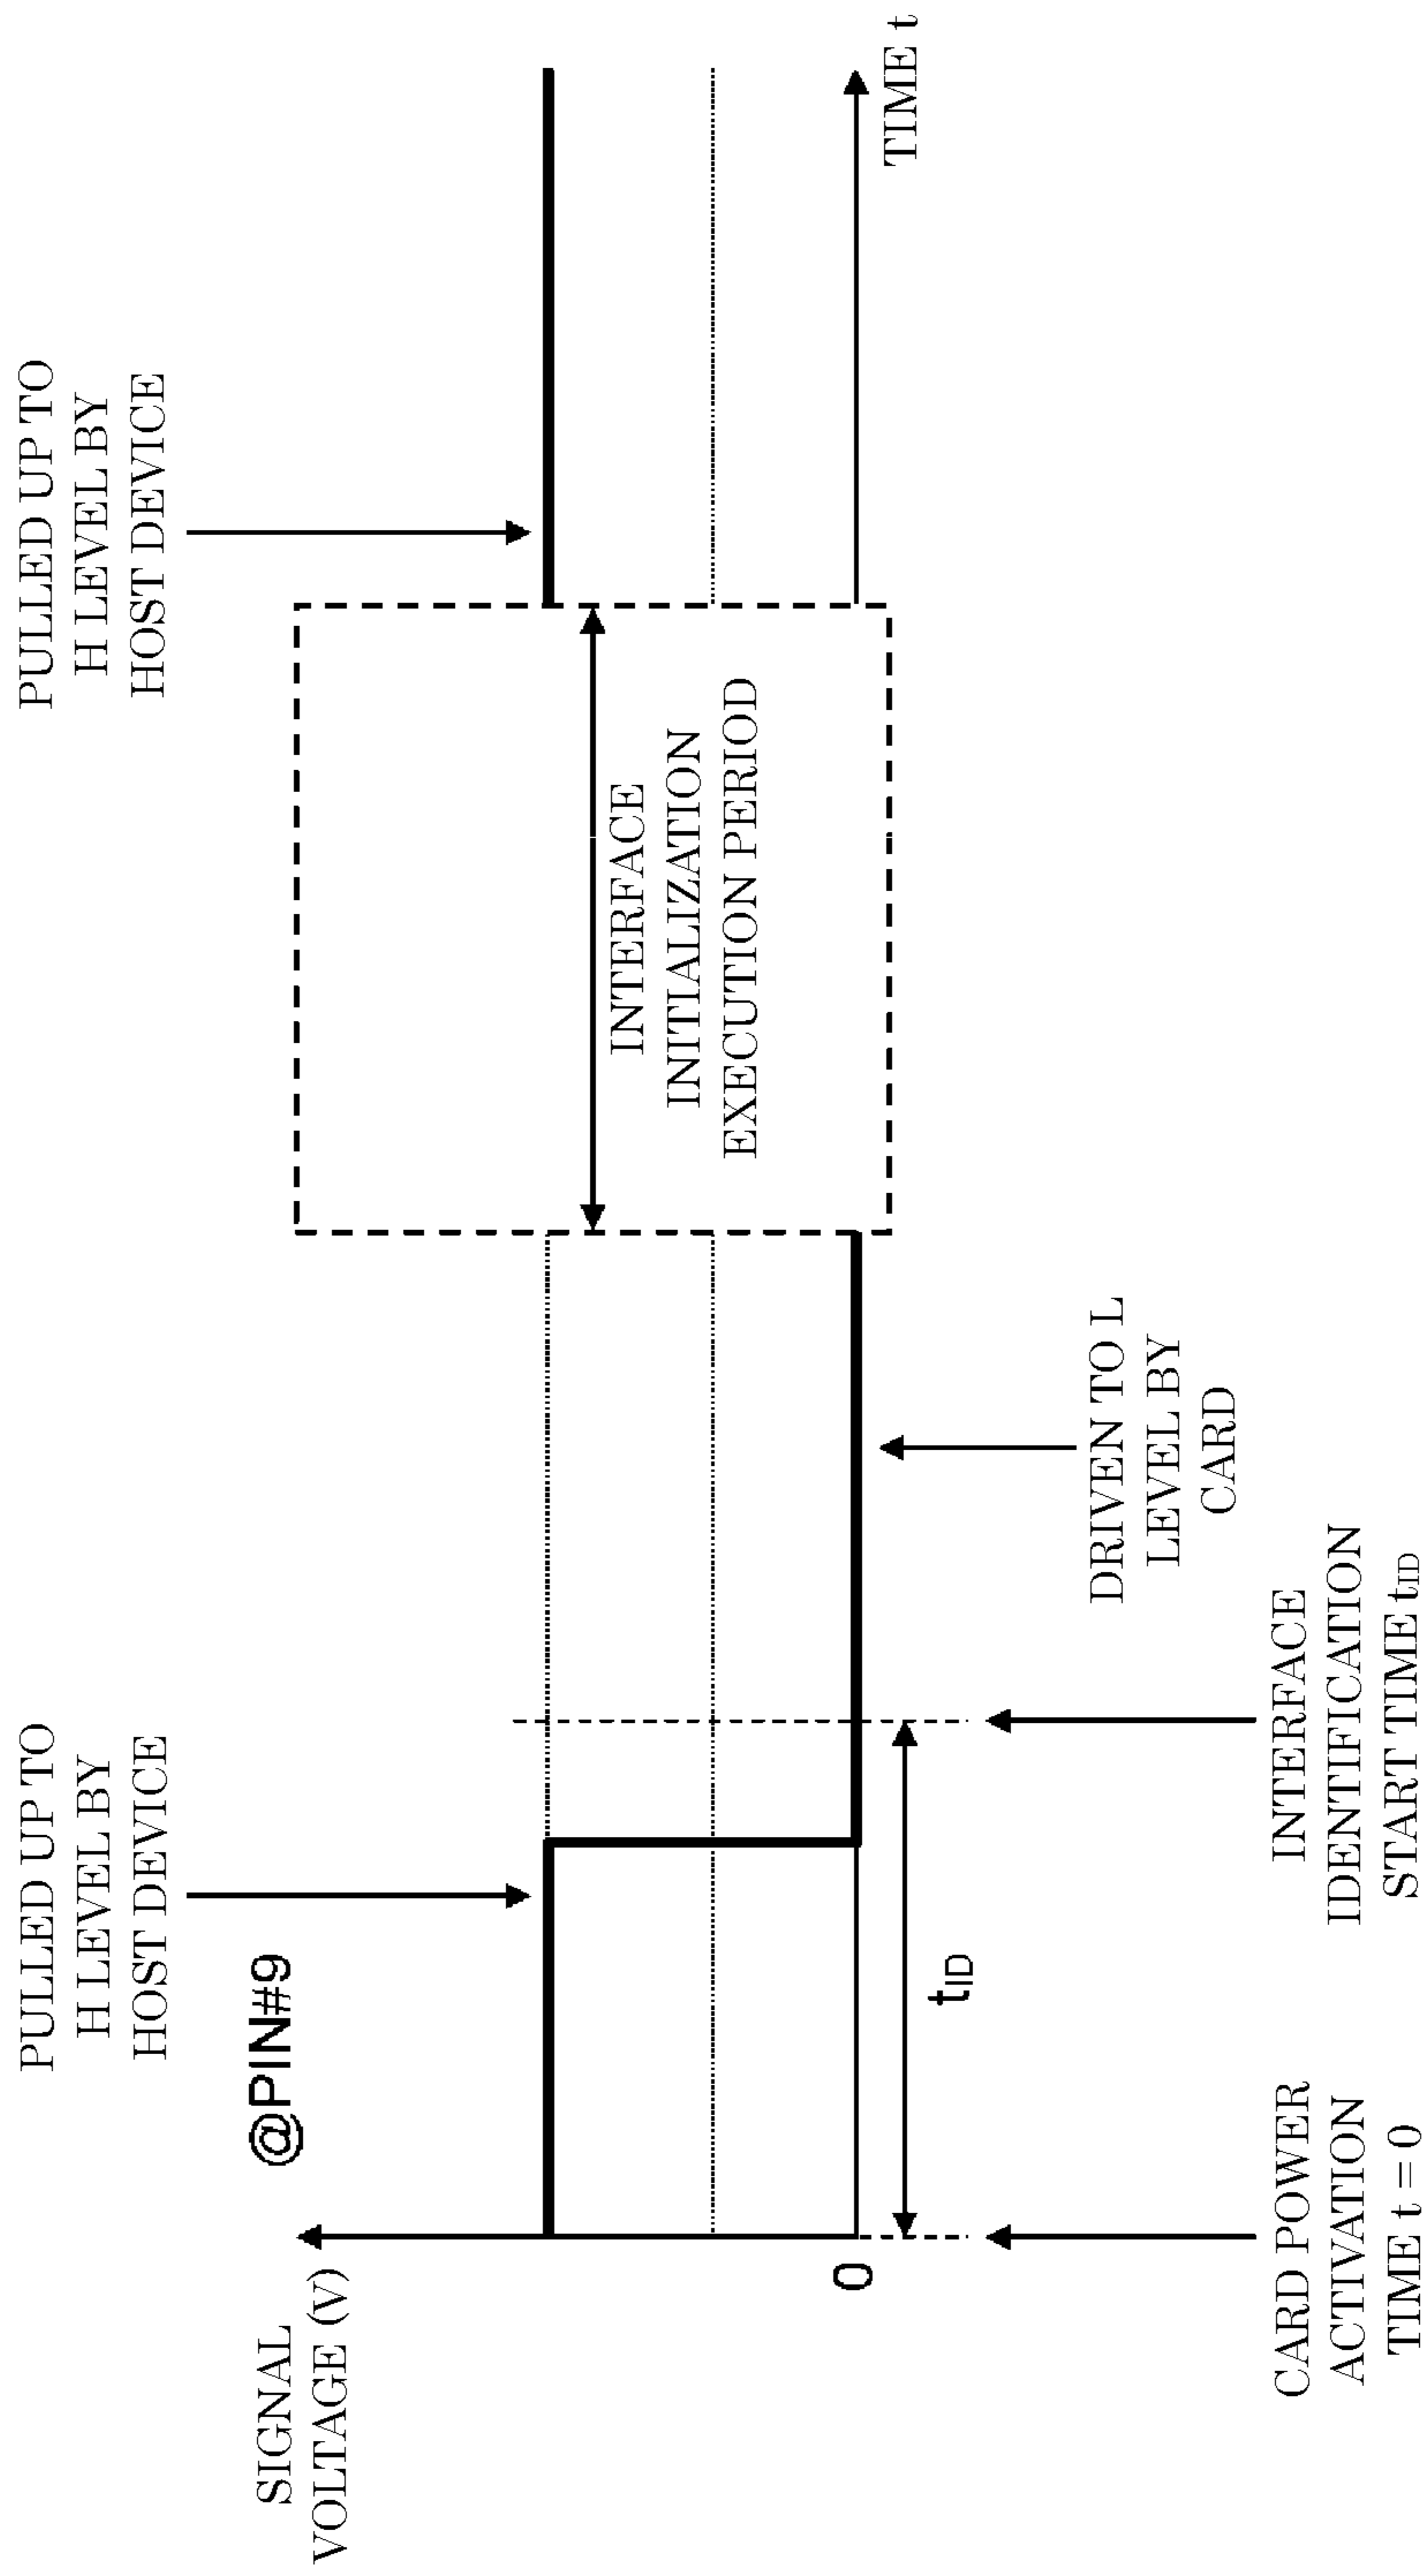 SIGNAL
VOLTAGE (V)
@PIN#9
PULLED UP TO
H LEVEL BY
HOST DEVICE
PULLED UP TO
H LEVEL BY
HOST DEVICE
INTERFACE
INITIALIZATION
EXECUTION PERIOD
0
TIME t
tID
DRIVEN TO L
LEVEL BY
CARD
CARD POWER
ACTIVATION
TIME t = 0
INTERFACE
IDENTIFICATION
START TIME tID